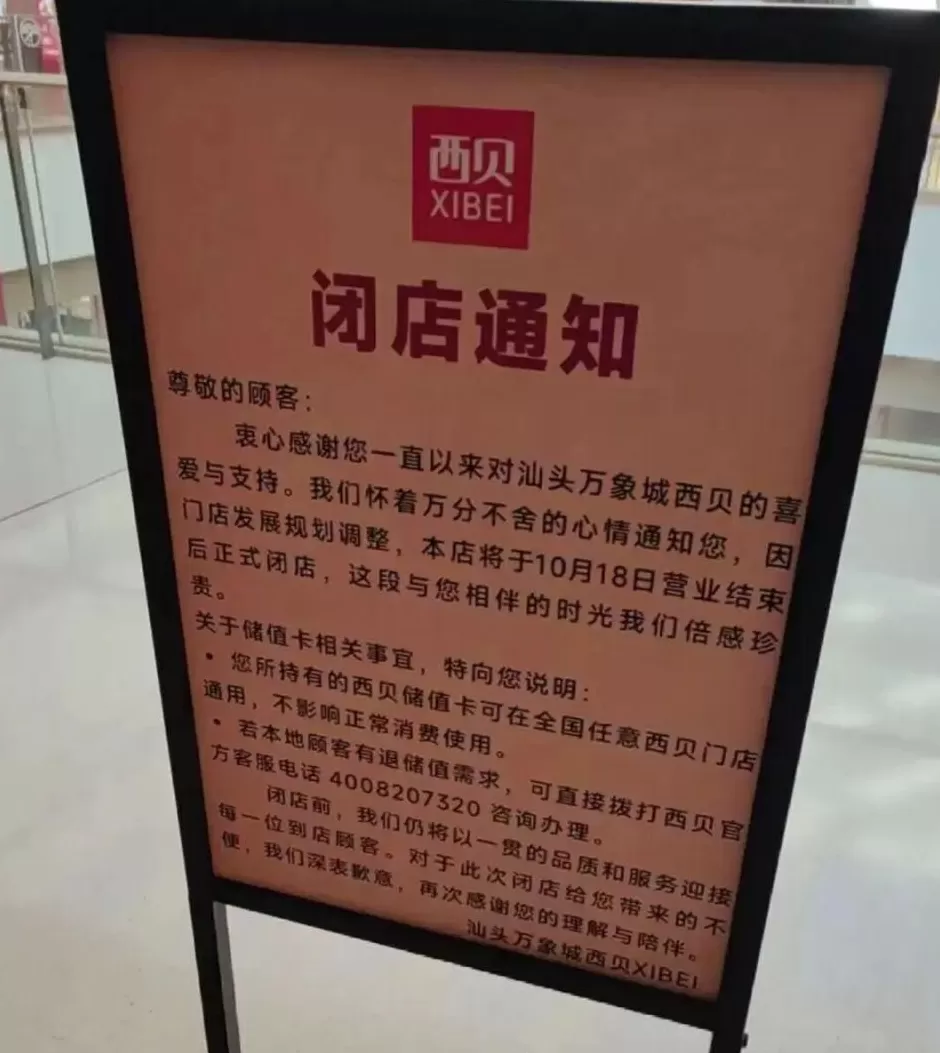 西贝
XIBEI
闭店通知
尊敬的顾客：
衷心感谢您一直以来对汕头万象城西贝的喜
爱与支持。我们怀着万分不舍的心情通知您，因
门店发展规划调整，本店将于10月18日营业结束
后正式闭店，这段与您相伴的时光我们倍感珍
贵。
关于储值卡相关事宜，特向您说明：
• 您所持有的西贝储值卡可在全国任意西贝门店
通用，不影响正常消费使用。
• 若本地顾客有退储值需求，可直接拨打西贝官
方客服电话 4008207320 咨询办理。
闭店前，我们仍将以一贯的品质和服务迎接
每一位到店顾客。对于此次闭店给您带来的不
便，我们深表歉意，再次感谢您的理解与陪伴。
汕头万象城西贝XIBEI